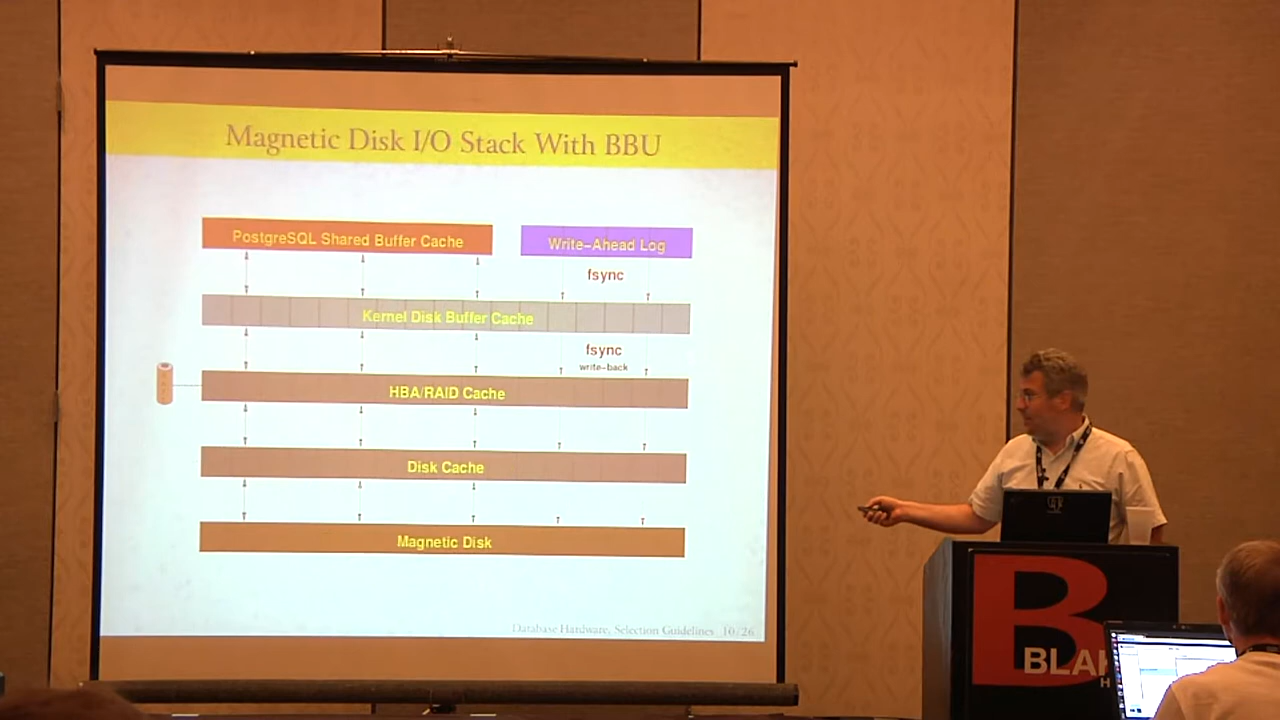 Magnetic Disk I/O Stack With BBU
PostgreSQL Shared Buffer Cache
Write–Ahead Log
fsync
Kernel Disk Buffer Cache
fsync
write–back
HBA/RAID Cache
Disk Cache
Magnetic Disk
Database Hardware, Selection Guidelines 10/26
B
BLA
H